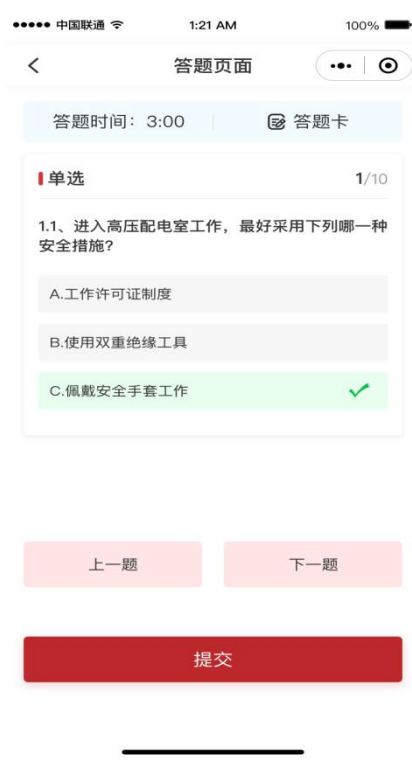 中国联通 1:21 AM 100%
答题页面
答题时间：3:00 答题卡
单选 1/10
1.1、进入高压配电室工作，最好采用下列哪一种
安全措施?
A.工作许可证制度
B.使用双重绝缘工具
C.佩戴安全手套工作
上一题 下一题
提交